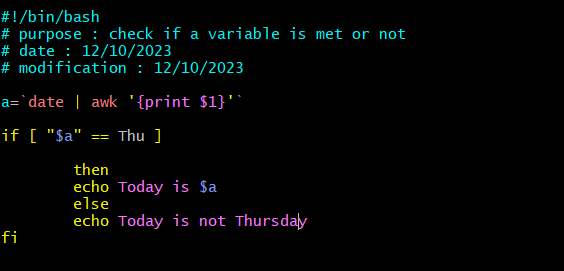 #!/bin/bash
# purpose : check if a variable is met or not
# date : 12/10/2023
# modification : 12/10/2023
a=`date | awk '{print $1}'`
if [ "$a" == Thu ]
then
echo Today is $a
else
echo Today is not Thursday
fi